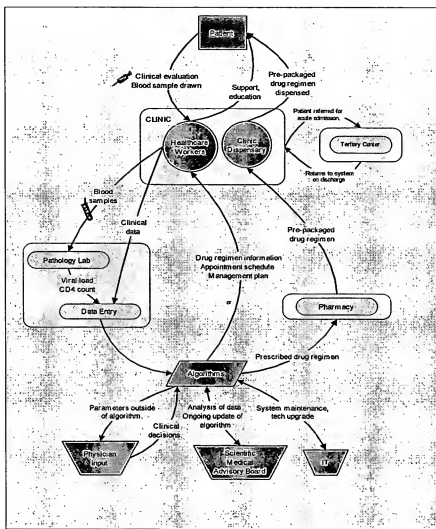 Patient
Clinical evaluation
Blood sample drawn
Support,
education
Pre-packaged
drug regimen
dispensed
CLINIC
Healthcare
Workers
Clinic
Dispensary
Patient referred for
acute admission,
Tertiary Center
Returns to system
on discharge
Blood
samples
Clinical
data
Pathology Lab
Viral load
CD4 count
Data Entry
Drug regimen information
Appointment schedule
Management plan
or
Pre-packaged
drug regimen
Pharmacy
Algorithms
Prescribed drug regimen
Parameters outside
of algorithm.
Clinical
decisions.
Analysis of data
Ongoing update of
algorithm
System maintenance,
tech upgrade
Physician
Input
Scientific
Medical
Advisory Board
IT